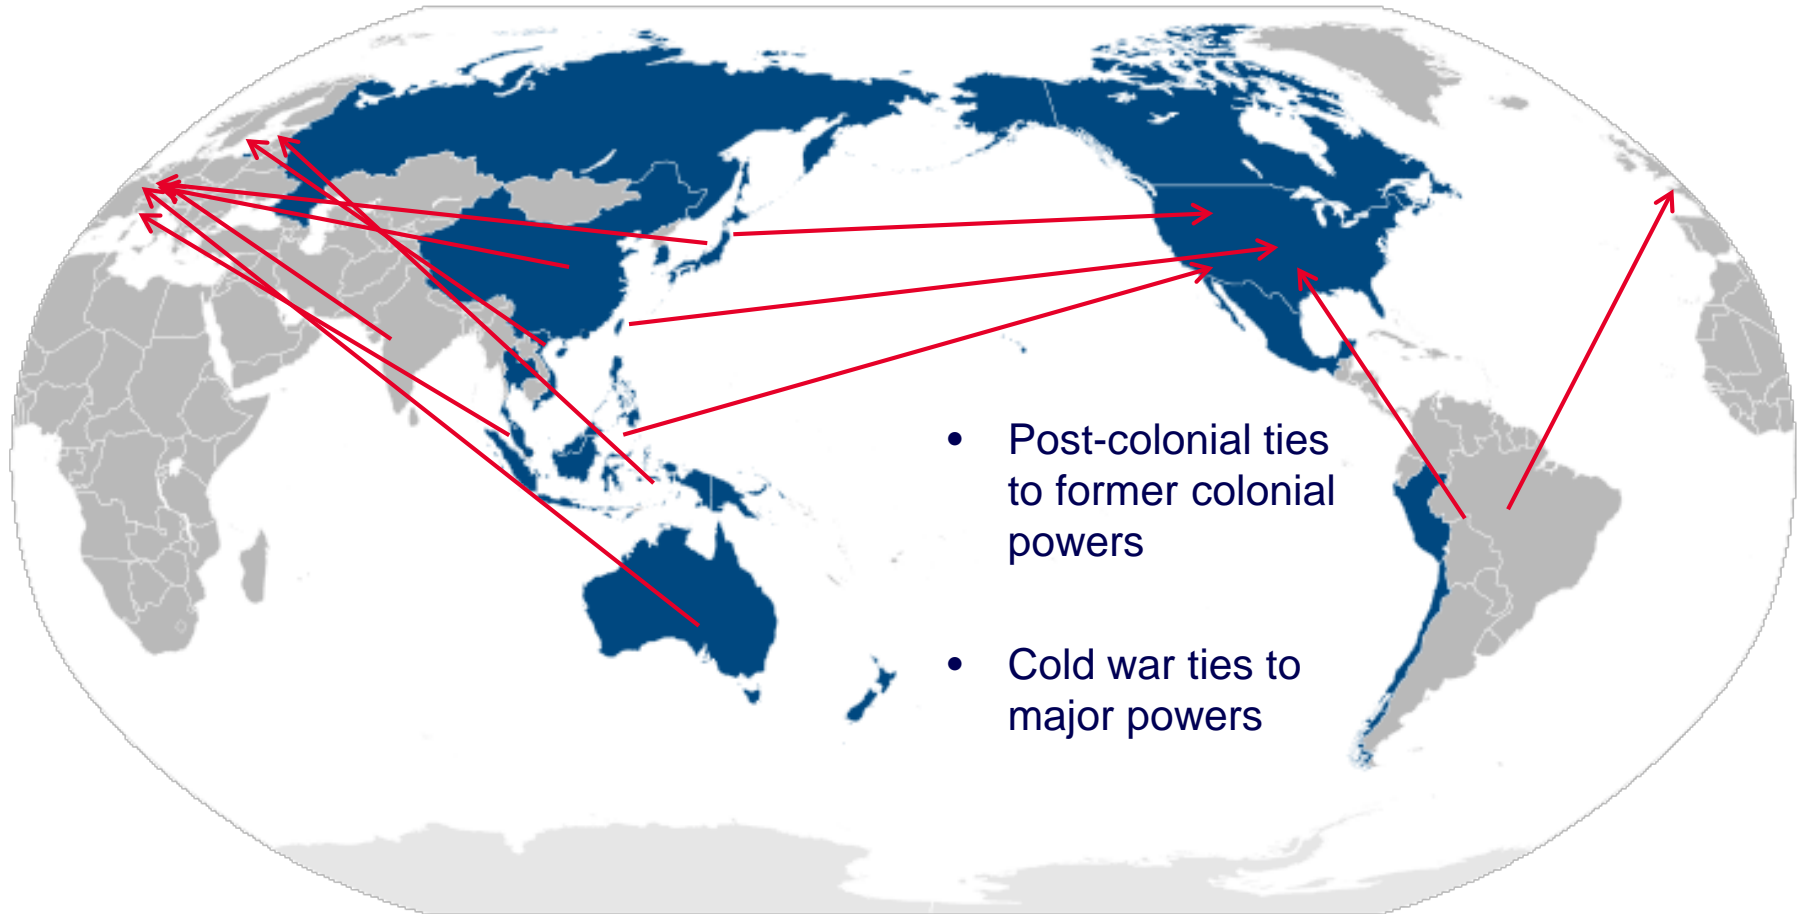 • Post-colonial ties
to former colonial
powers
• Cold war ties to
major powers